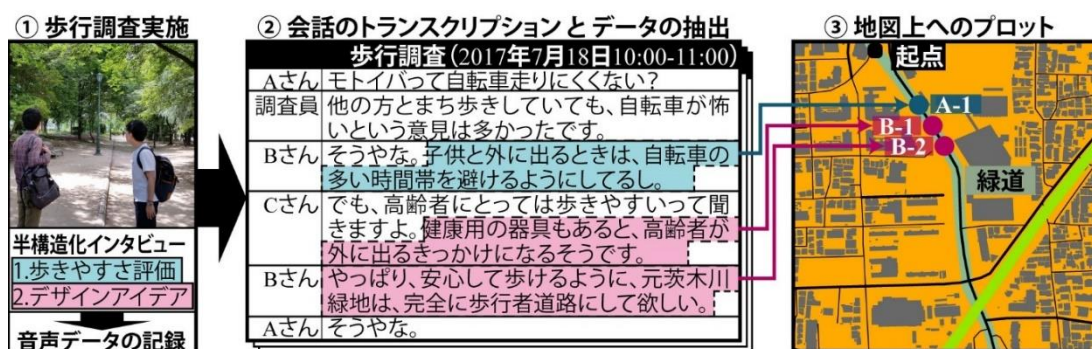 ① 歩行調査実施
半構造化インタビュー
1.歩きやすさ評価
2.デザインアイデア
音声データの記録
② 会話のトランスクリプションとデータの抽出
歩行調査(2017年7月18日10:00-11:00)
Aさん モトイバって自転車走りにくくない?
調査員 他の方とまち歩きしていても、自転車が怖
いという意見は多かったです。
Bさん そうやな。子供と外に出るときは、自転車の
多い時間帯を避けるようにしてるし。
Cさん でも、高齢者にとっては歩きやすいって聞
きますよ。健康用の器具もあると、高齢者が
外に出るきっかけになるそうです。
Bさん やっぱり、安心して歩けるように、元茨木川
緑地は、完全に歩行者道路にして欲しい。
Aさん そうやな。
③ 地図上へのプロット
起点
A-1
B-1
B-2
緑道